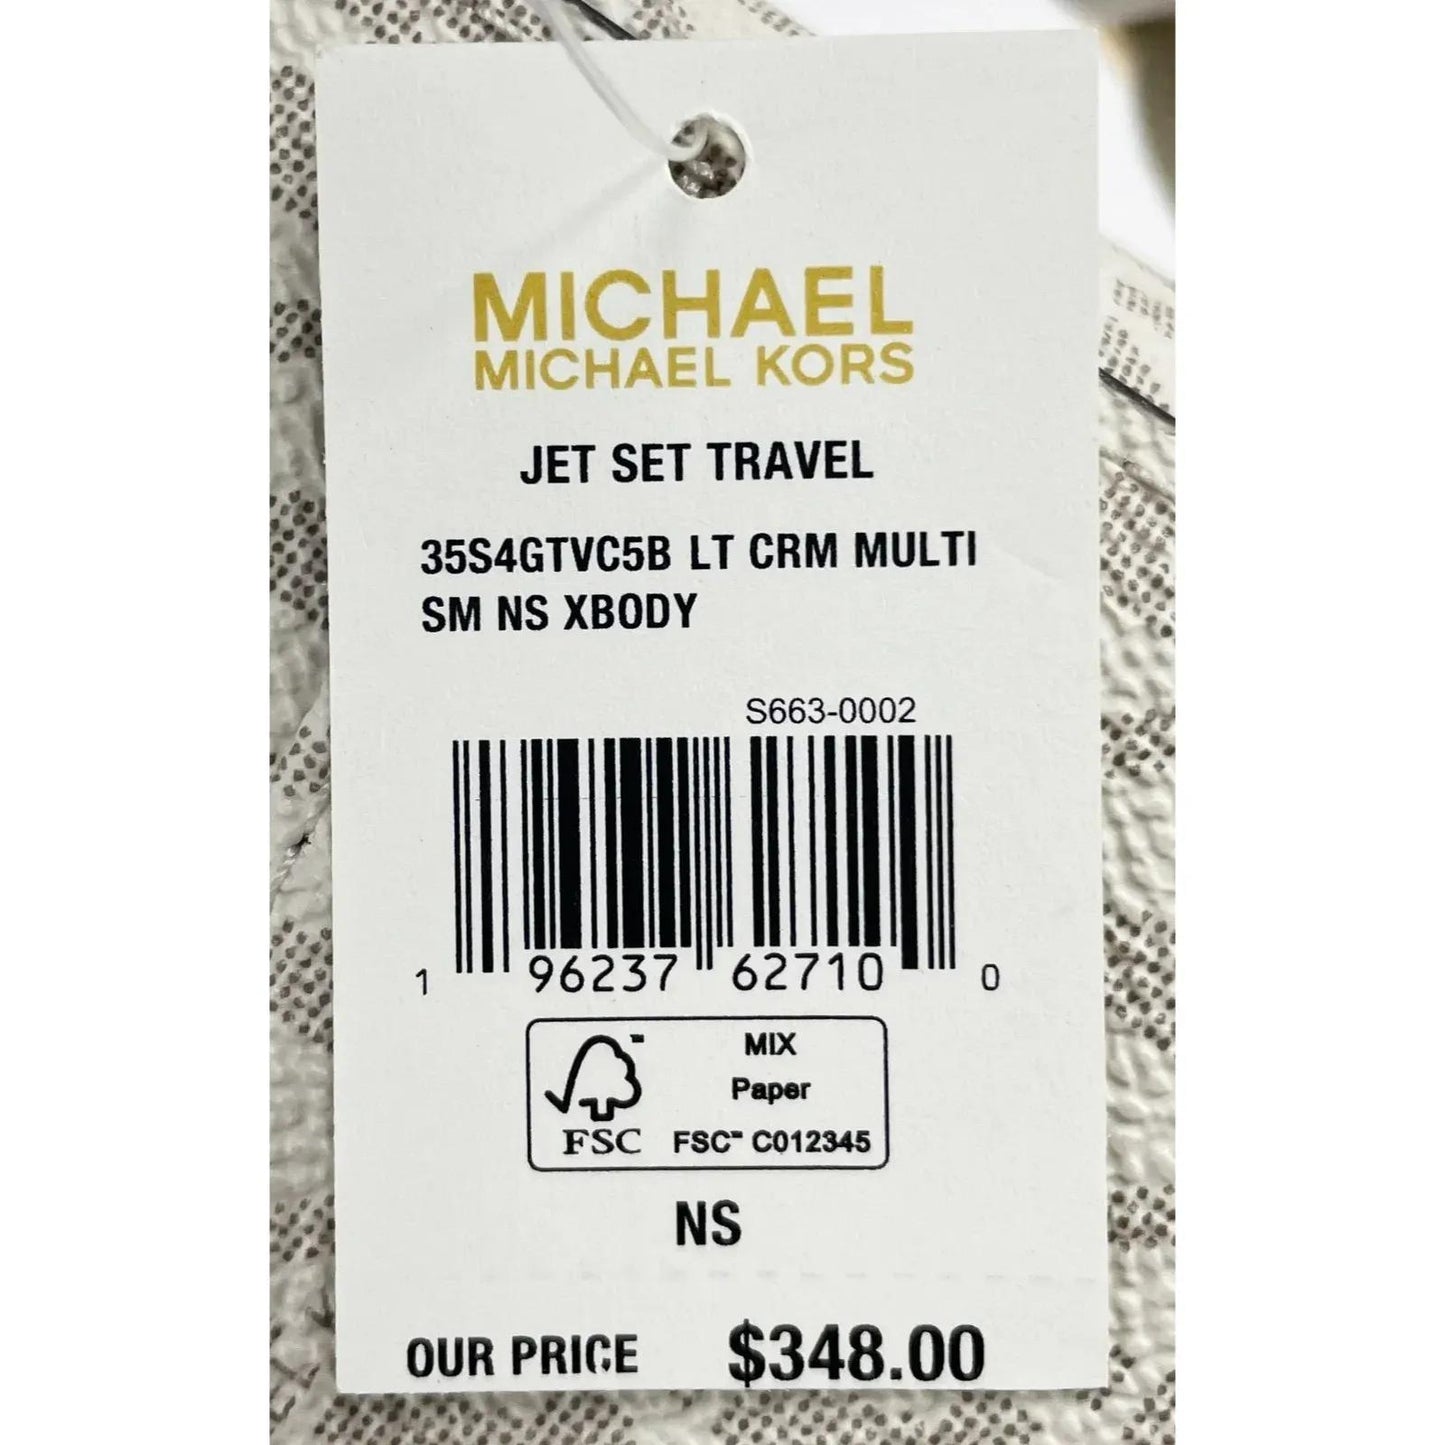 MICHAEL
MICHAEL KORS
JET SET TRAVEL
35S4GTVC5B LT CRM MULTI
SM NS XBODY
S663-0002
1 96237 62710 0
MIX
Paper
FSC FSC™ C012345
NS
OUR PRICE $348.00